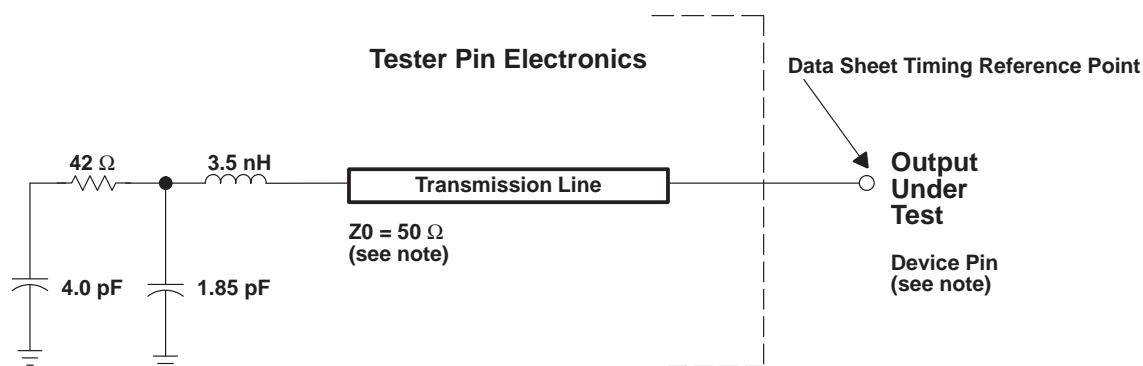 Tester Pin Electronics
Data Sheet Timing Reference Point
42 Ω
3.5 nH
Transmission Line
Output
Under
Test
Z0 = 50 Ω
(see note)
Device Pin
(see note)
4.0 pF
1.85 pF